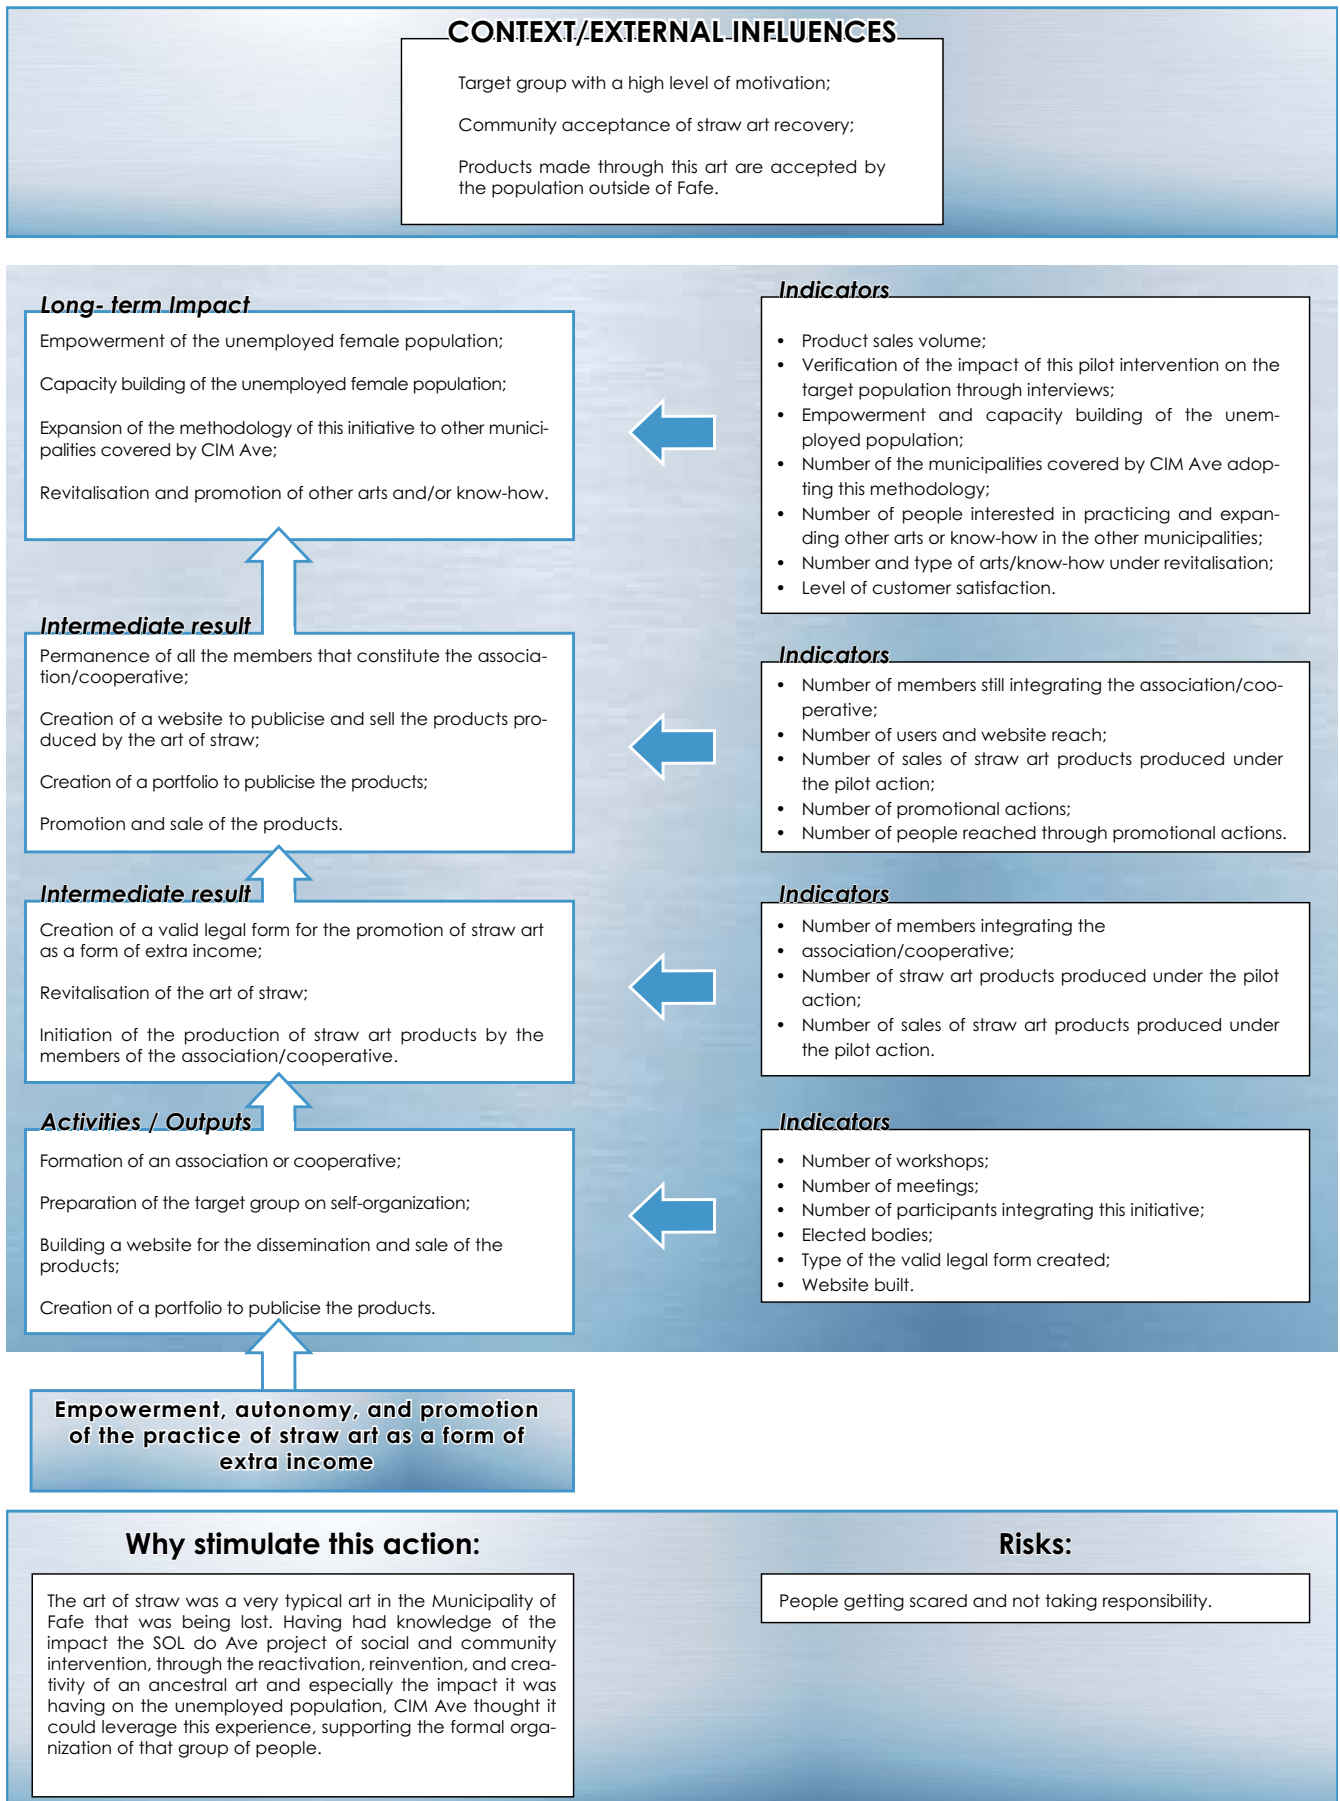 CONTEXT/EXTERNAL INFLUENCES
Target group with a high level of motivation;
Community acceptance of straw art recovery;
Products made through this art are accepted by
the population outside of Fafe.
Long- term Impact
Empowerment of the unemployed female population;
Capacity building of the unemployed female population;
Expansion of the methodology of this initiative to other munici-
palities covered by CIM Ave;
Revitalisation and promotion of other arts and/or know-how.
Indicators
• Product sales volume;
• Verification of the impact of this pilot intervention on the
target population through interviews;
• Empowerment and capacity building of the unem-
ployed population;
• Number of the municipalities covered by CIM Ave adop-
ting this methodology;
• Number of people interested in practicing and expan-
ding other arts or know-how in the other municipalities;
• Number and type of arts/know-how under revitalisation;
• Level of customer satisfaction.
Intermediate result
Permanence of all the members that constitute the associa-
tion/cooperative;
Creation of a website to publicise and sell the products pro-
duced by the art of straw;
Creation of a portfolio to publicise the products;
Promotion and sale of the products.
Indicators
• Number of members still integrating the association/coo-
perative;
• Number of users and website reach;
• Number of sales of straw art products produced under
the pilot action;
• Number of promotional actions;
• Number of people reached through promotional actions.
Intermediate result
Creation of a valid legal form for the promotion of straw art
as a form of extra income;
Revitalisation of the art of straw;
Initiation of the production of straw art products by the
members of the association/cooperative.
Indicators
• Number of members integrating the
• association/cooperative;
• Number of straw art products produced under the pilot
action;
• Number of sales of straw art products produced under
the pilot action.
Activities / Outputs
Formation of an association or cooperative;
Preparation of the target group on self-organization;
Building a website for the dissemination and sale of the
products;
Creation of a portfolio to publicise the products.
Indicators
• Number of workshops;
• Number of meetings;
• Number of participants integrating this initiative;
• Elected bodies;
• Type of the valid legal form created;
• Website built.
Empowerment, autonomy, and promotion
of the practice of straw art as a form of
extra income
Why stimulate this action:
The art of straw was a very typical art in the Municipality of
Fafe that was being lost. Having had knowledge of the
impact the SOL do Ave project of social and community
intervention, through the reactivation, reinvention, and crea-
tivity of an ancestral art and especially the impact it was
having on the unemployed population, CIM Ave thought it
could leverage this experience, supporting the formal orga-
nization of that group of people.
Risks:
People getting scared and not taking responsibility.